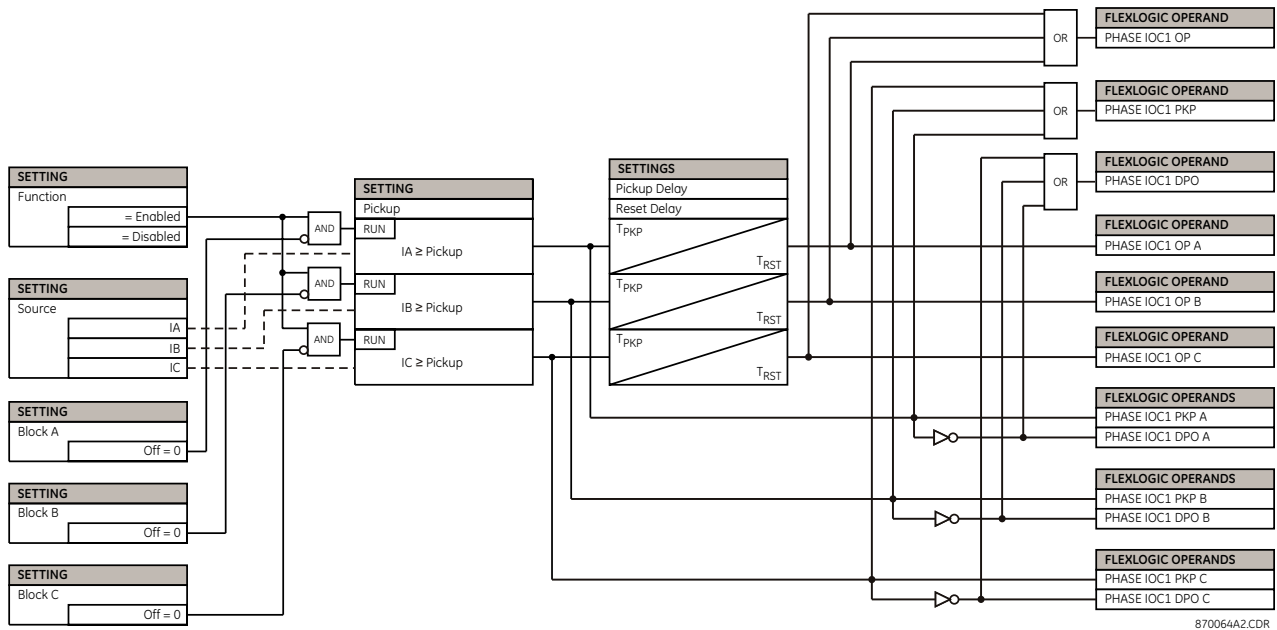 SETTING
Function
= Enabled
= Disabled
SETTING
Source
IA
IB
IC
SETTING
Block A
Off = 0
SETTING
Block B
Off = 0
SETTING
Block C
Off = 0
AND
AND
AND
SETTING
Pickup
RUN
IA ≥ Pickup
RUN
IB ≥ Pickup
RUN
IC ≥ Pickup
SETTINGS
Pickup Delay
Reset Delay
TPKP
TRST
TPKP
TRST
TPKP
TRST
OR
OR
OR
FLEXLOGIC OPERAND
PHASE IOC1 OP
FLEXLOGIC OPERAND
PHASE IOC1 PKP
FLEXLOGIC OPERAND
PHASE IOC1 DPO
FLEXLOGIC OPERAND
PHASE IOC1 OP A
FLEXLOGIC OPERAND
PHASE IOC1 OP B
FLEXLOGIC OPERAND
PHASE IOC1 OP C
FLEXLOGIC OPERANDS
PHASE IOC1 PKP A
PHASE IOC1 DPO A
FLEXLOGIC OPERANDS
PHASE IOC1 PKP B
PHASE IOC1 DPO B
FLEXLOGIC OPERANDS
PHASE IOC1 PKP C
PHASE IOC1 DPO C
870064A2.CDR